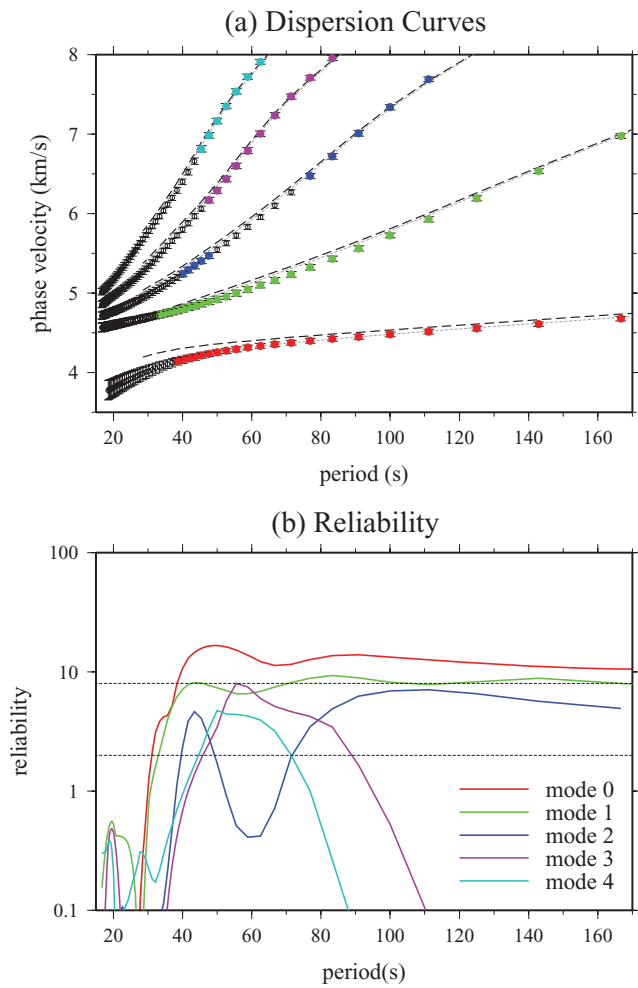 (a) Dispersion Curves
8
7
6
5
4
phase velocity (km/s)
20 40 60 80 100 120 140 160
period (s)
(b) Reliability
100
10
1
0.1
reliability
mode 0
mode 1
mode 2
mode 3
mode 4
20 40 60 80 100 120 140 160
period(s)